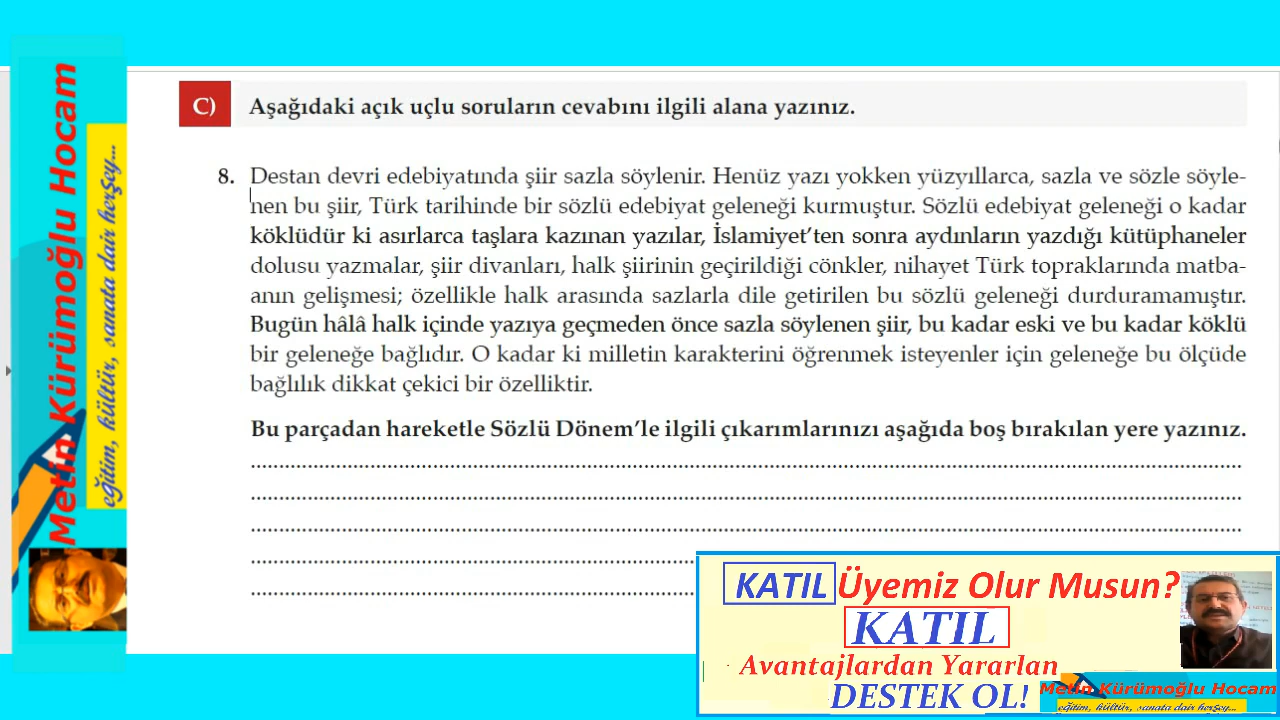 Metin Kürümoğlu Hocam
eğitim, kültür, sanata dair herşey...
C) Aşağıdaki açık uçlu soruların cevabını ilgili alana yazınız.
8. Destan devri edebiyatında şiir sazla söylenir. Henüz yazı yokken yüzyıllarca, sazla ve sözle söyle-
nen bu şiir, Türk tarihinde bir sözlü edebiyat geleneği kurmuştur. Sözlü edebiyat geleneği o kadar
köklüdür ki asırlarca taşlara kazınan yazılar, İslamiyet’ten sonra aydınların yazdığı kütüphaneler
dolusu yazmalar, şiir divanları, halk şiirinin geçirildiği cönkler, nihayet Türk topraklarında matba-
anın gelişmesi; özellikle halk arasında sazlarla dile getirilen bu sözlü geleneği durduramamıştır.
Bugün hâlâ halk içinde yazıya geçmeden önce sazla söylenen şiir, bu kadar eski ve bu kadar köklü
bir geleneğe bağlıdır. O kadar ki milletin karakterini öğrenmek isteyenler için geleneğe bu ölçüde
bağlılık dikkat çekici bir özelliktir.
Bu parçadan hareketle Sözlü Dönem’le ilgili çıkarımlarınızı aşağıda boş bırakılan yere yazınız.
KATIL Üyemiz Olur Musun?
KATIL
Avantajlardan Yararlan
DESTEK OL!
Metin Kürümoğlu Hocam
eğitim, kültür, sanata dair herşey...